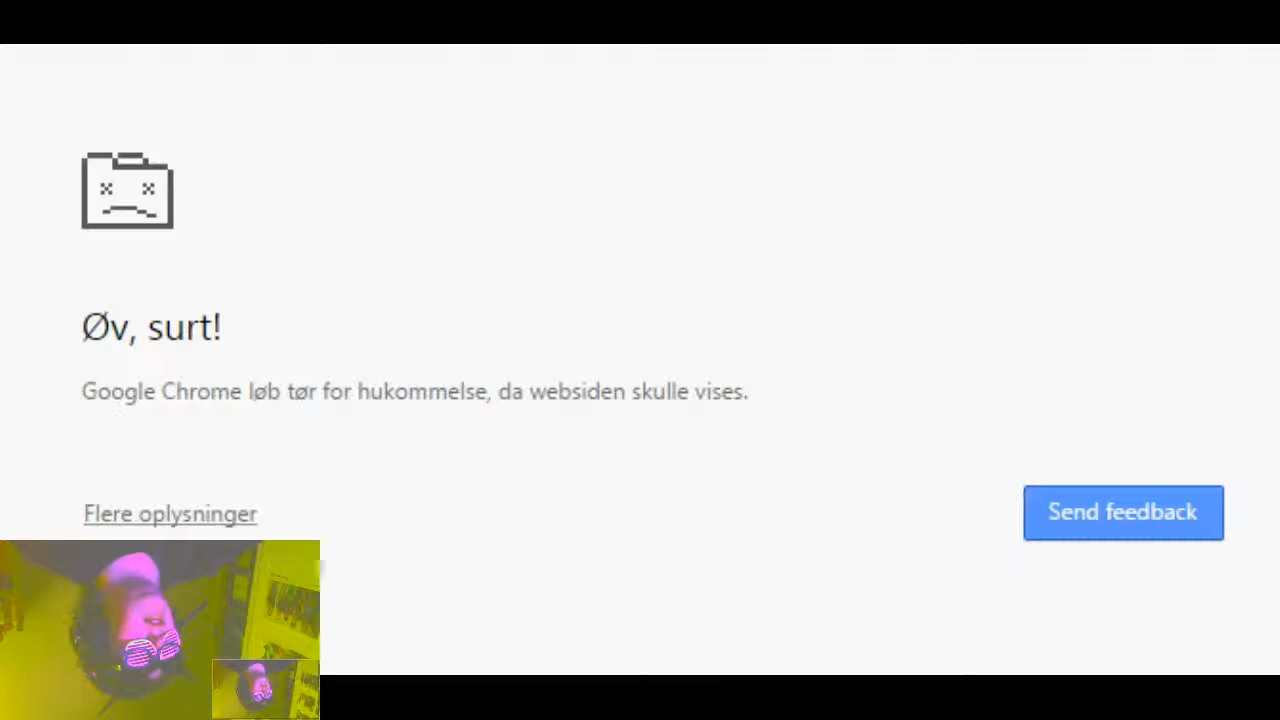 Øv, surt!
Google Chrome løb tør for hukommelse, da websiden skulle vises.
Flere oplysninger
Send feedback